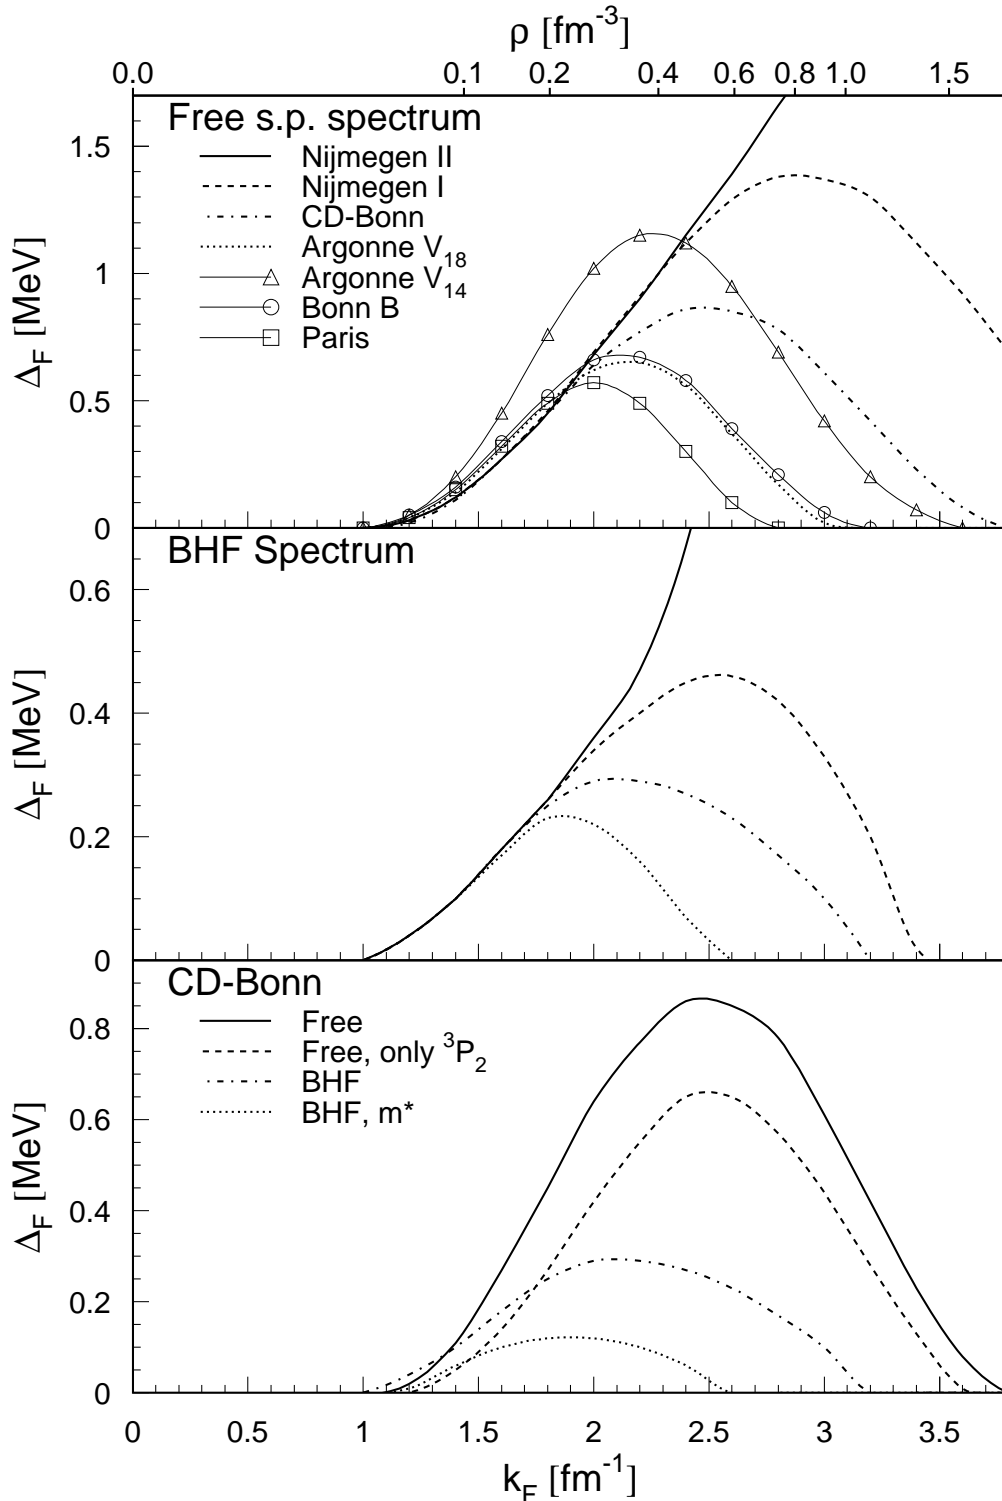 ρ [fm⁻³]
0.0 0.1 0.2 0.4 0.6 0.8 1.0 1.5
Free s.p. spectrum
Nijmegen II
Nijmegen I
CD-Bonn
Argonne V₁₈
Argonne V₁₄
Bonn B
Paris
1.5
1
0.5
0
Δ_F [MeV]
BHF Spectrum
0.6
0.4
0.2
0
Δ_F [MeV]
CD-Bonn
Free
Free, only ³P₂
BHF
BHF, m*
0.8
0.6
0.4
0.2
0
Δ_F [MeV]
0 0.5 1 1.5 2 2.5 3 3.5
k_F [fm⁻¹]